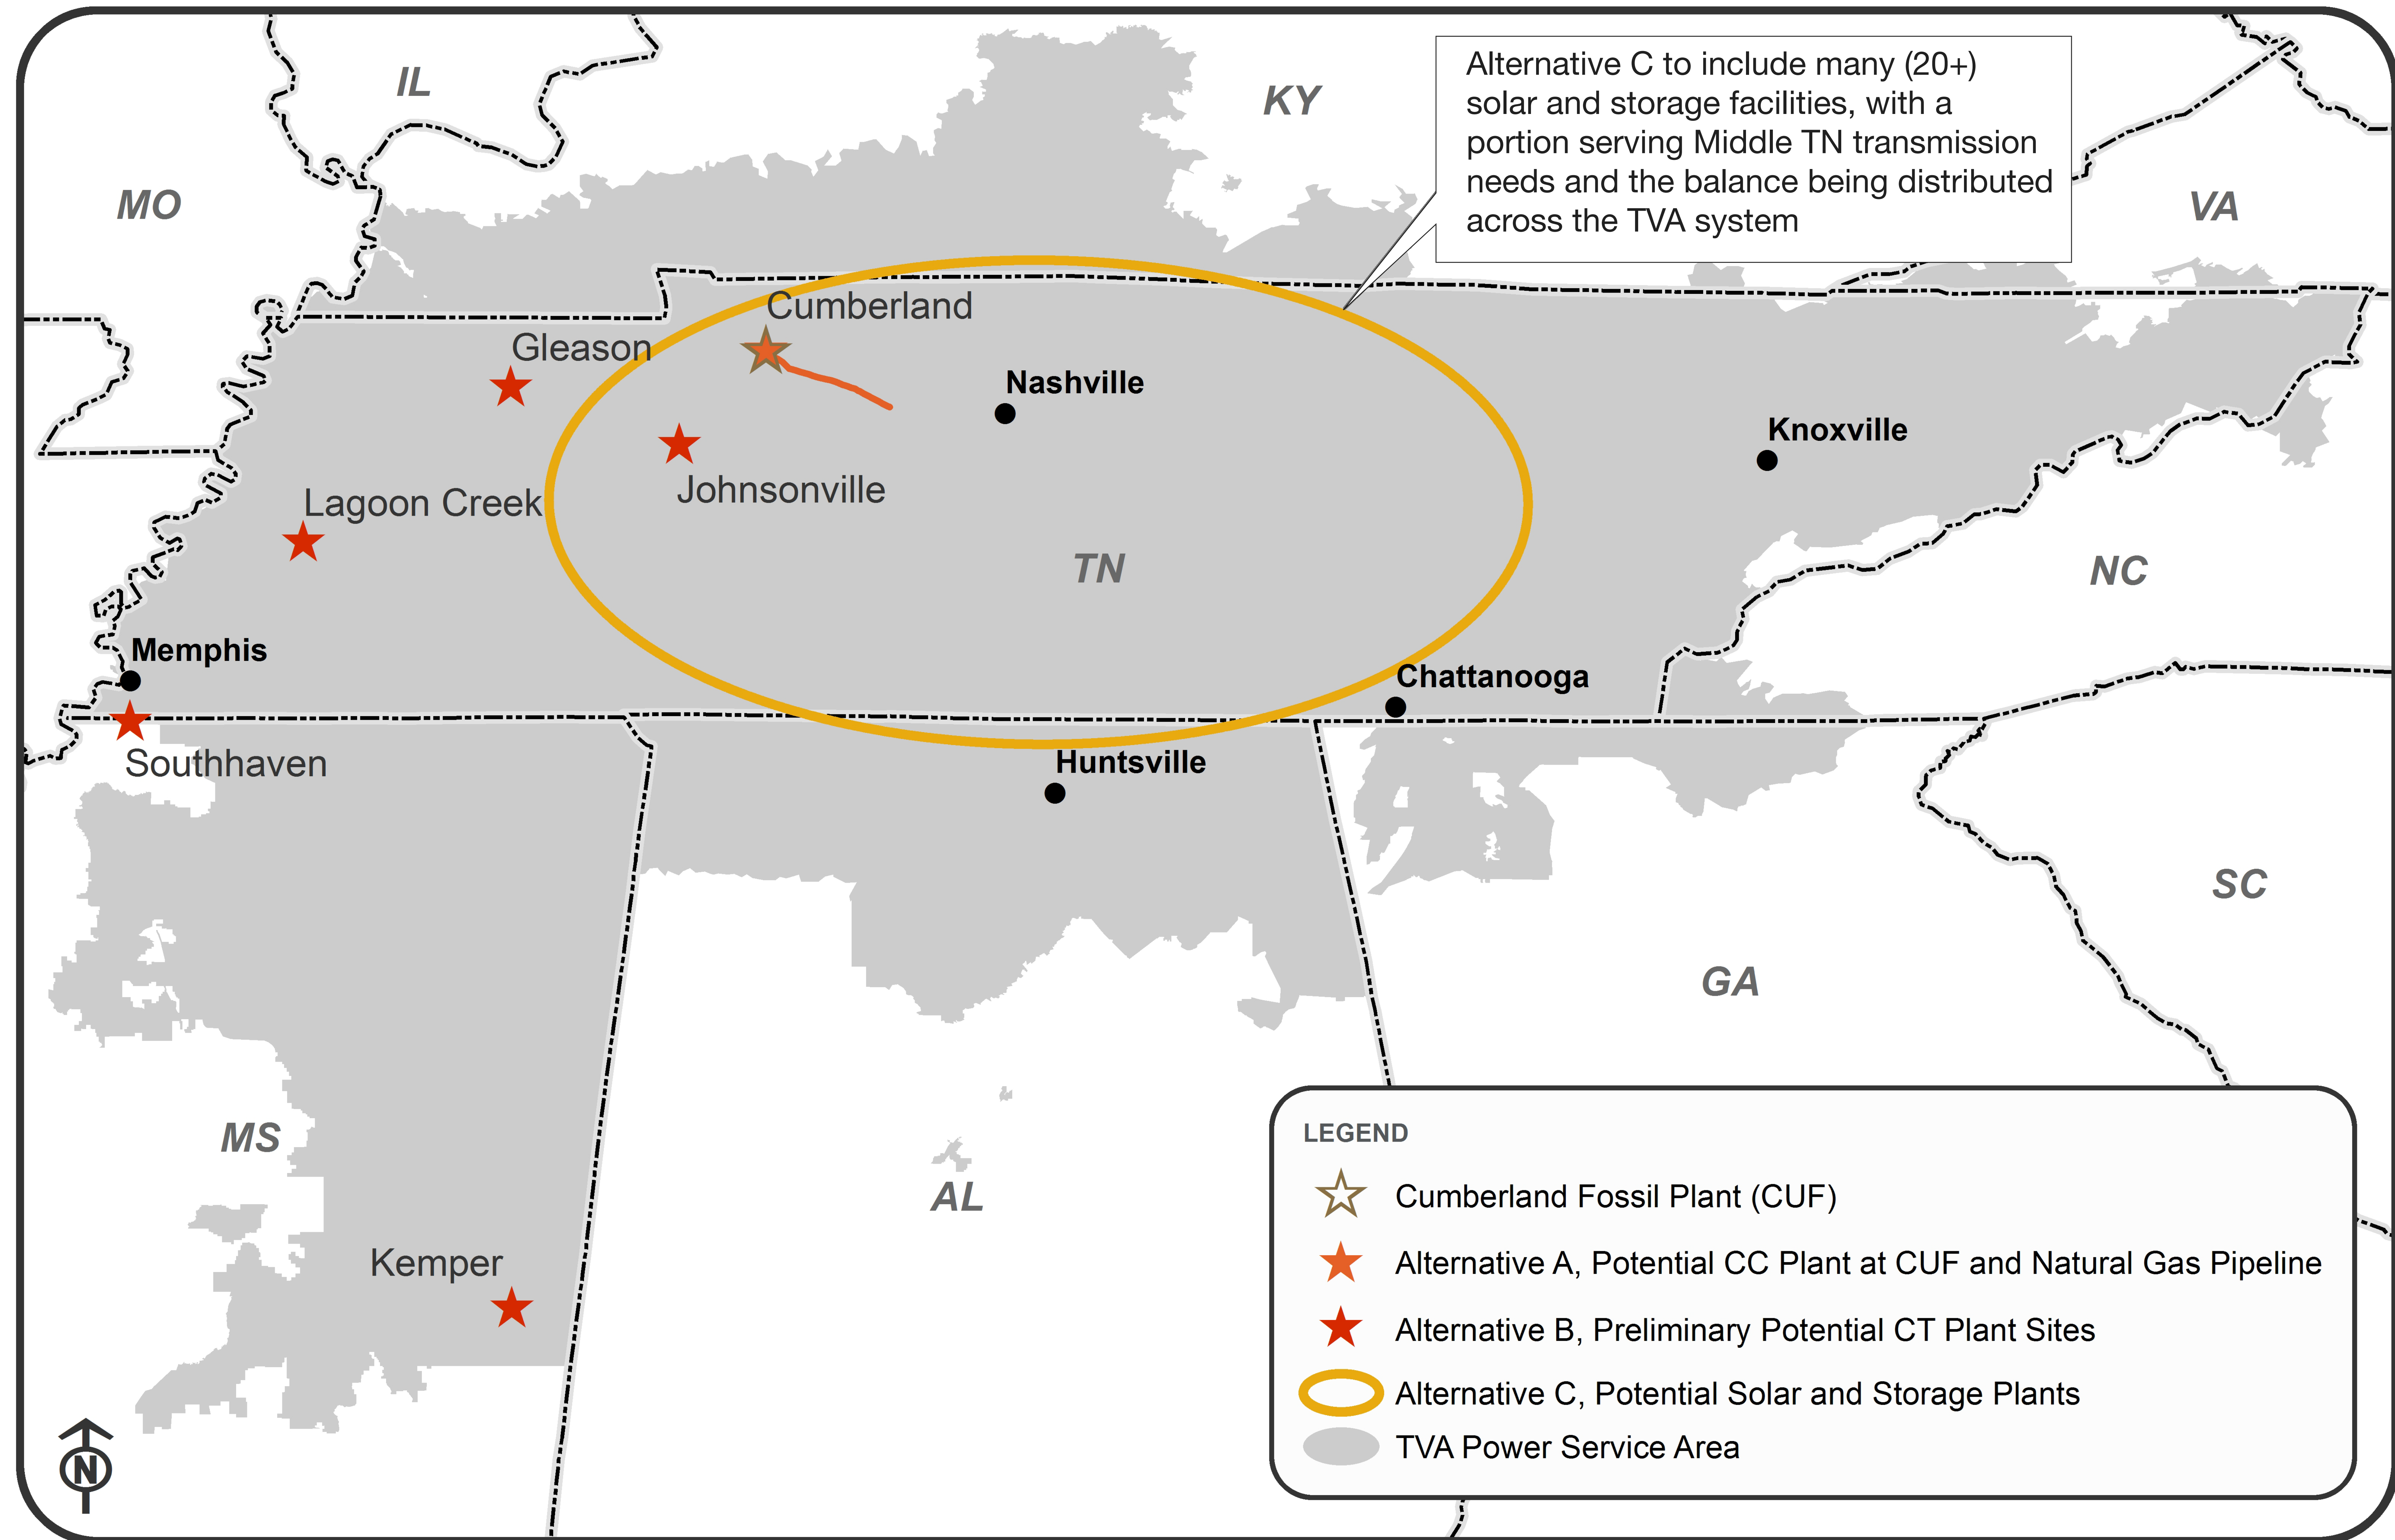 IL
KY
MO
VA
Alternative C to include many (20+)
solar and storage facilities, with a
portion serving Middle TN transmission
needs and the balance being distributed
across the TVA system
Cumberland
Gleason
Nashville
Knoxville
Johnsonville
Lagoon Creek
TN
NC
Memphis
Chattanooga
Southhaven
Huntsville
SC
GA
MS
AL
Kemper
N
LEGEND
Cumberland Fossil Plant (CUF)
Alternative A, Potential CC Plant at CUF and Natural Gas Pipeline
Alternative B, Preliminary Potential CT Plant Sites
Alternative C, Potential Solar and Storage Plants
TVA Power Service Area